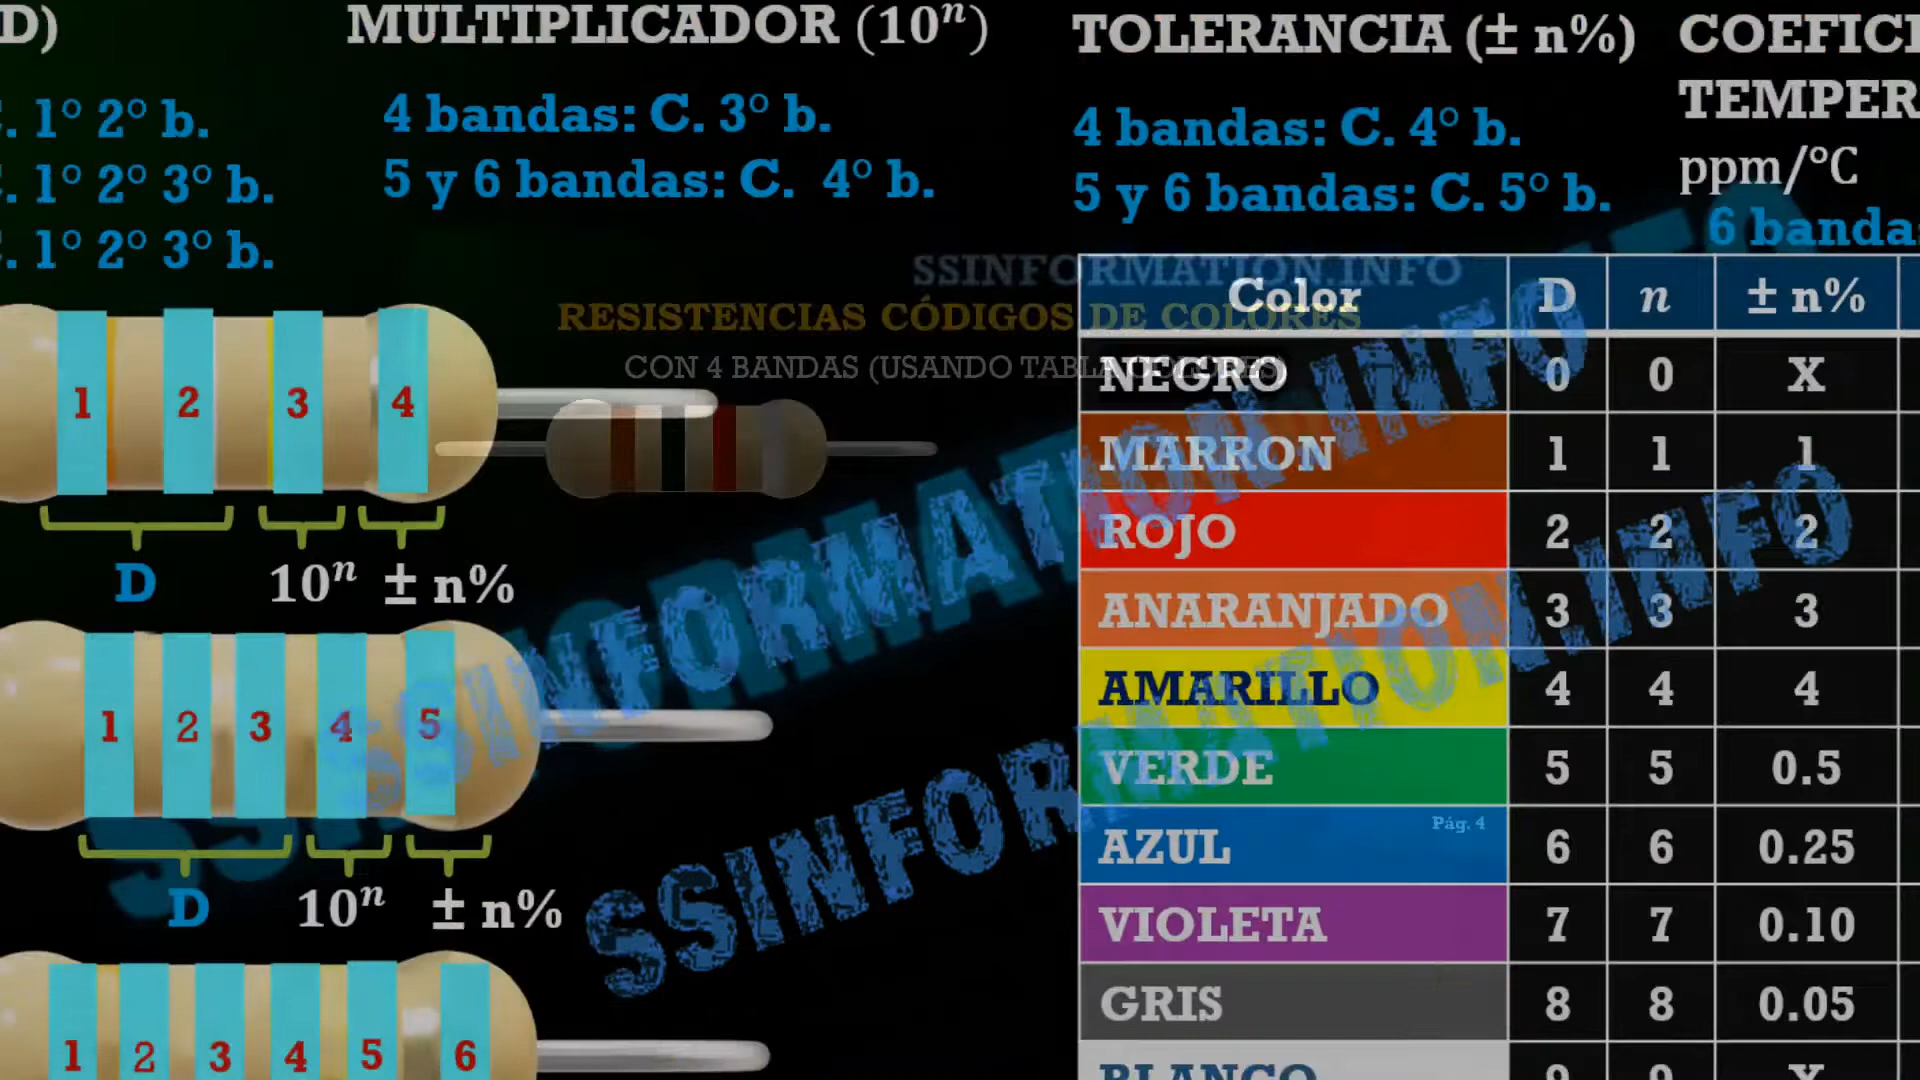 D)
C. 1° 2° b.
C. 1° 2° 3° b.
C. 1° 2° 3° b.
MULTIPLICADOR (10ⁿ)
4 bandas: C. 3° b.
5 y 6 bandas: C. 4° b.
TOLERANCIA (± n%)
4 bandas: C. 4° b.
5 y 6 bandas: C. 5° b.
COEFICI
TEMPER
ppm/°C
6 banda
SSINFORMATION.INFO
RESISTENCIAS CÓDIGOS DE COLORES
CON 4 BANDAS (USANDO TABLA COLORES)
1 2 3 4
D 10ⁿ ± n%
1 2 3 4 5
D 10ⁿ ± n%
1 2 3 4 5 6
Color D n ± n%
NEGRO 0 0 X
MARRON 1 1 1
ROJO 2 2 2
ANARANJADO 3 3 3
AMARILLO 4 4 4
VERDE 5 5 0.5
AZUL 6 6 0.25
Pág. 4
VIOLETA 7 7 0.10
GRIS 8 8 0.05
BLANCO 9 9 X
SSINFORMATION.INFO
SSINFORMATION.INFO